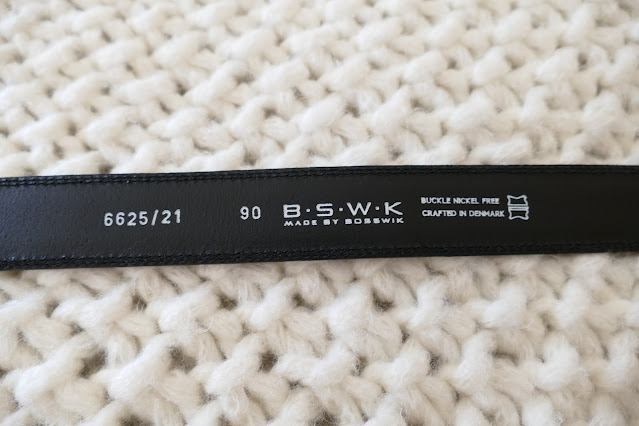 6625/21
90
B·S·W·K
MADE BY BOSSWIK
BUCKLE NICKEL FREE
CRAFTED IN DENMARK